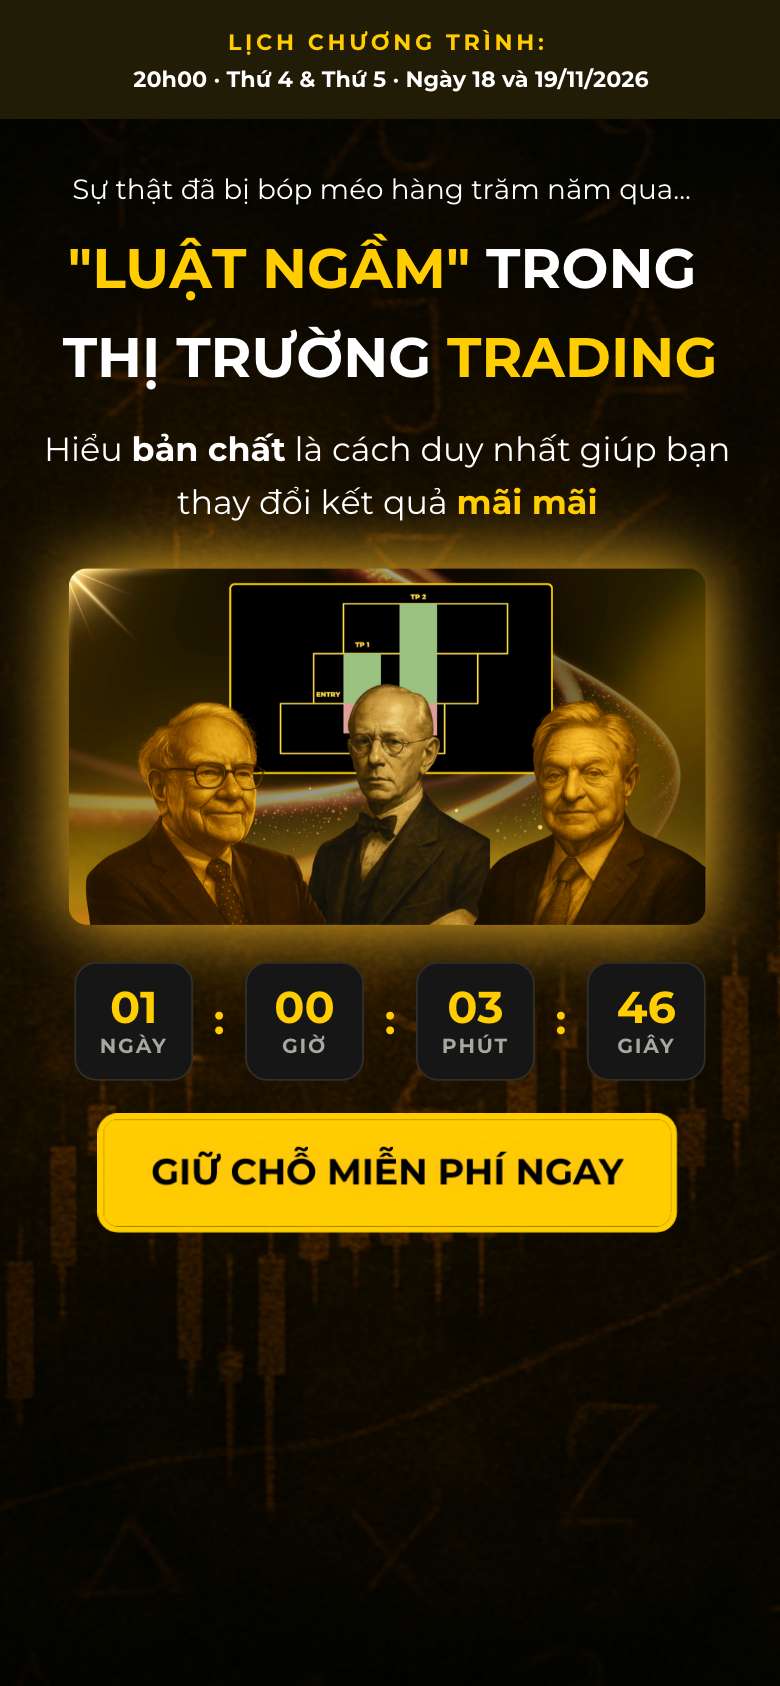 LỊCH CHƯƠNG TRÌNH:
20h00 · Thứ 4 & Thứ 5 · Ngày 18 và 19/11/2026
Sự thật đã bị bóp méo hàng trăm năm qua...
"LUẬT NGẦM" TRONG
THỊ TRƯỜNG TRADING
Hiểu bản chất là cách duy nhất giúp bạn
thay đổi kết quả mãi mãi
TP 2
TP 1
ENTRY
01 : 00 : 03 : 46
NGÀY GIỜ PHÚT GIÂY
GIỮ CHỖ MIỄN PHÍ NGAY